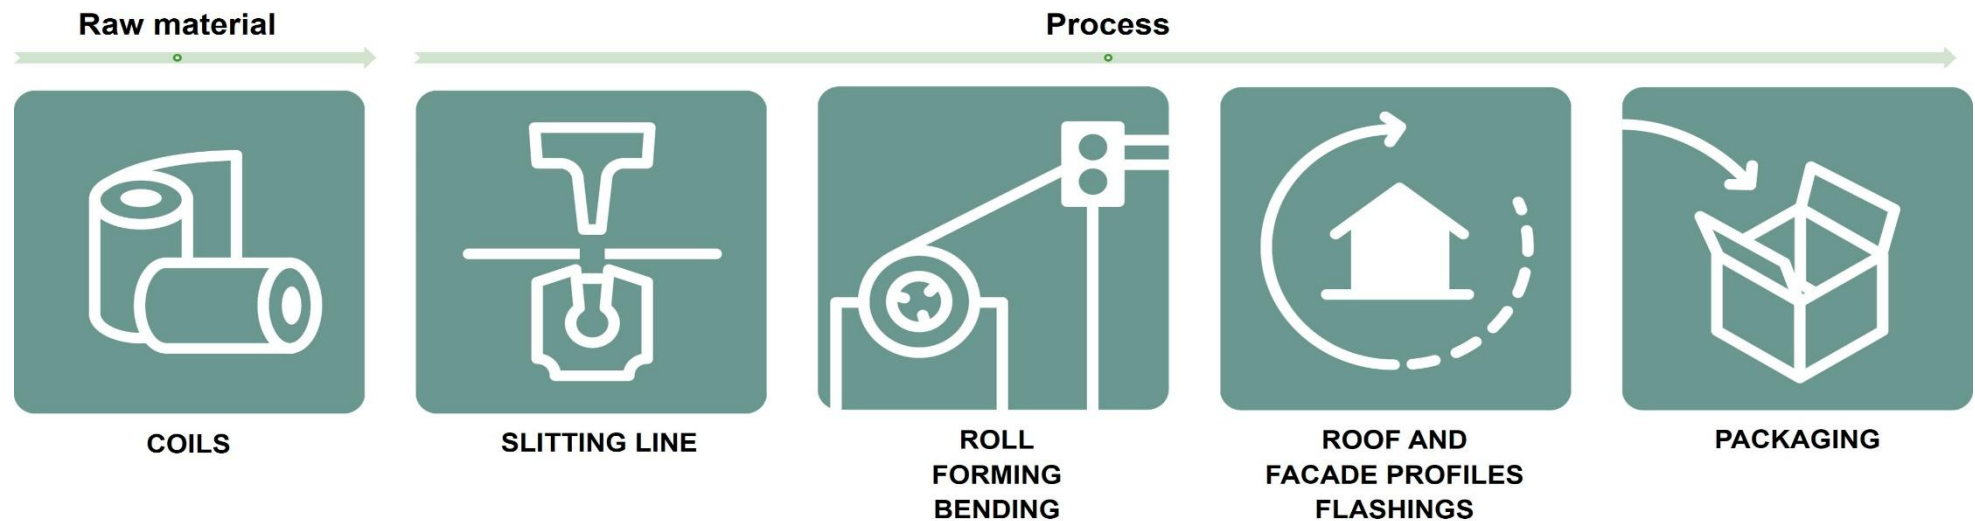 Raw material
Process
COILS
SLITTING LINE
ROLL
FORMING
BENDING
ROOF AND
FACADE PROFILES
FLASHINGS
PACKAGING